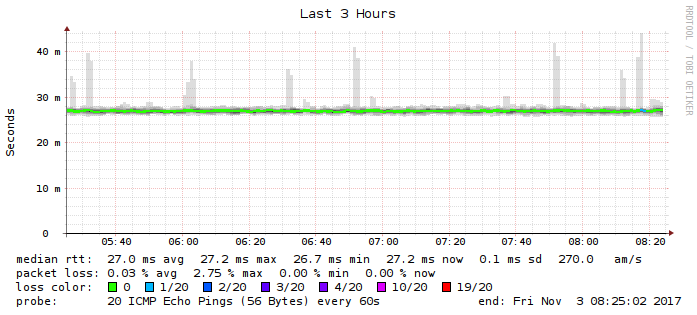 Last 3 Hours
RRDTOOL / TOBI OETIKER
Seconds
40 m
30 m
20 m
10 m
0
05:40 06:00 06:20 06:40 07:00 07:20 07:40 08:00 08:20
median rtt: 27.0 ms avg 27.2 ms max 26.7 ms min 27.2 ms now 0.1 ms sd 270.0 am/s
packet loss: 0.03 % avg 2.75 % max 0.00 % min 0.00 % now
loss color: 0 1/20 2/20 3/20 4/20 10/20 19/20
probe: 20 ICMP Echo Pings (56 Bytes) every 60s end: Fri Nov 3 08:25:02 2017